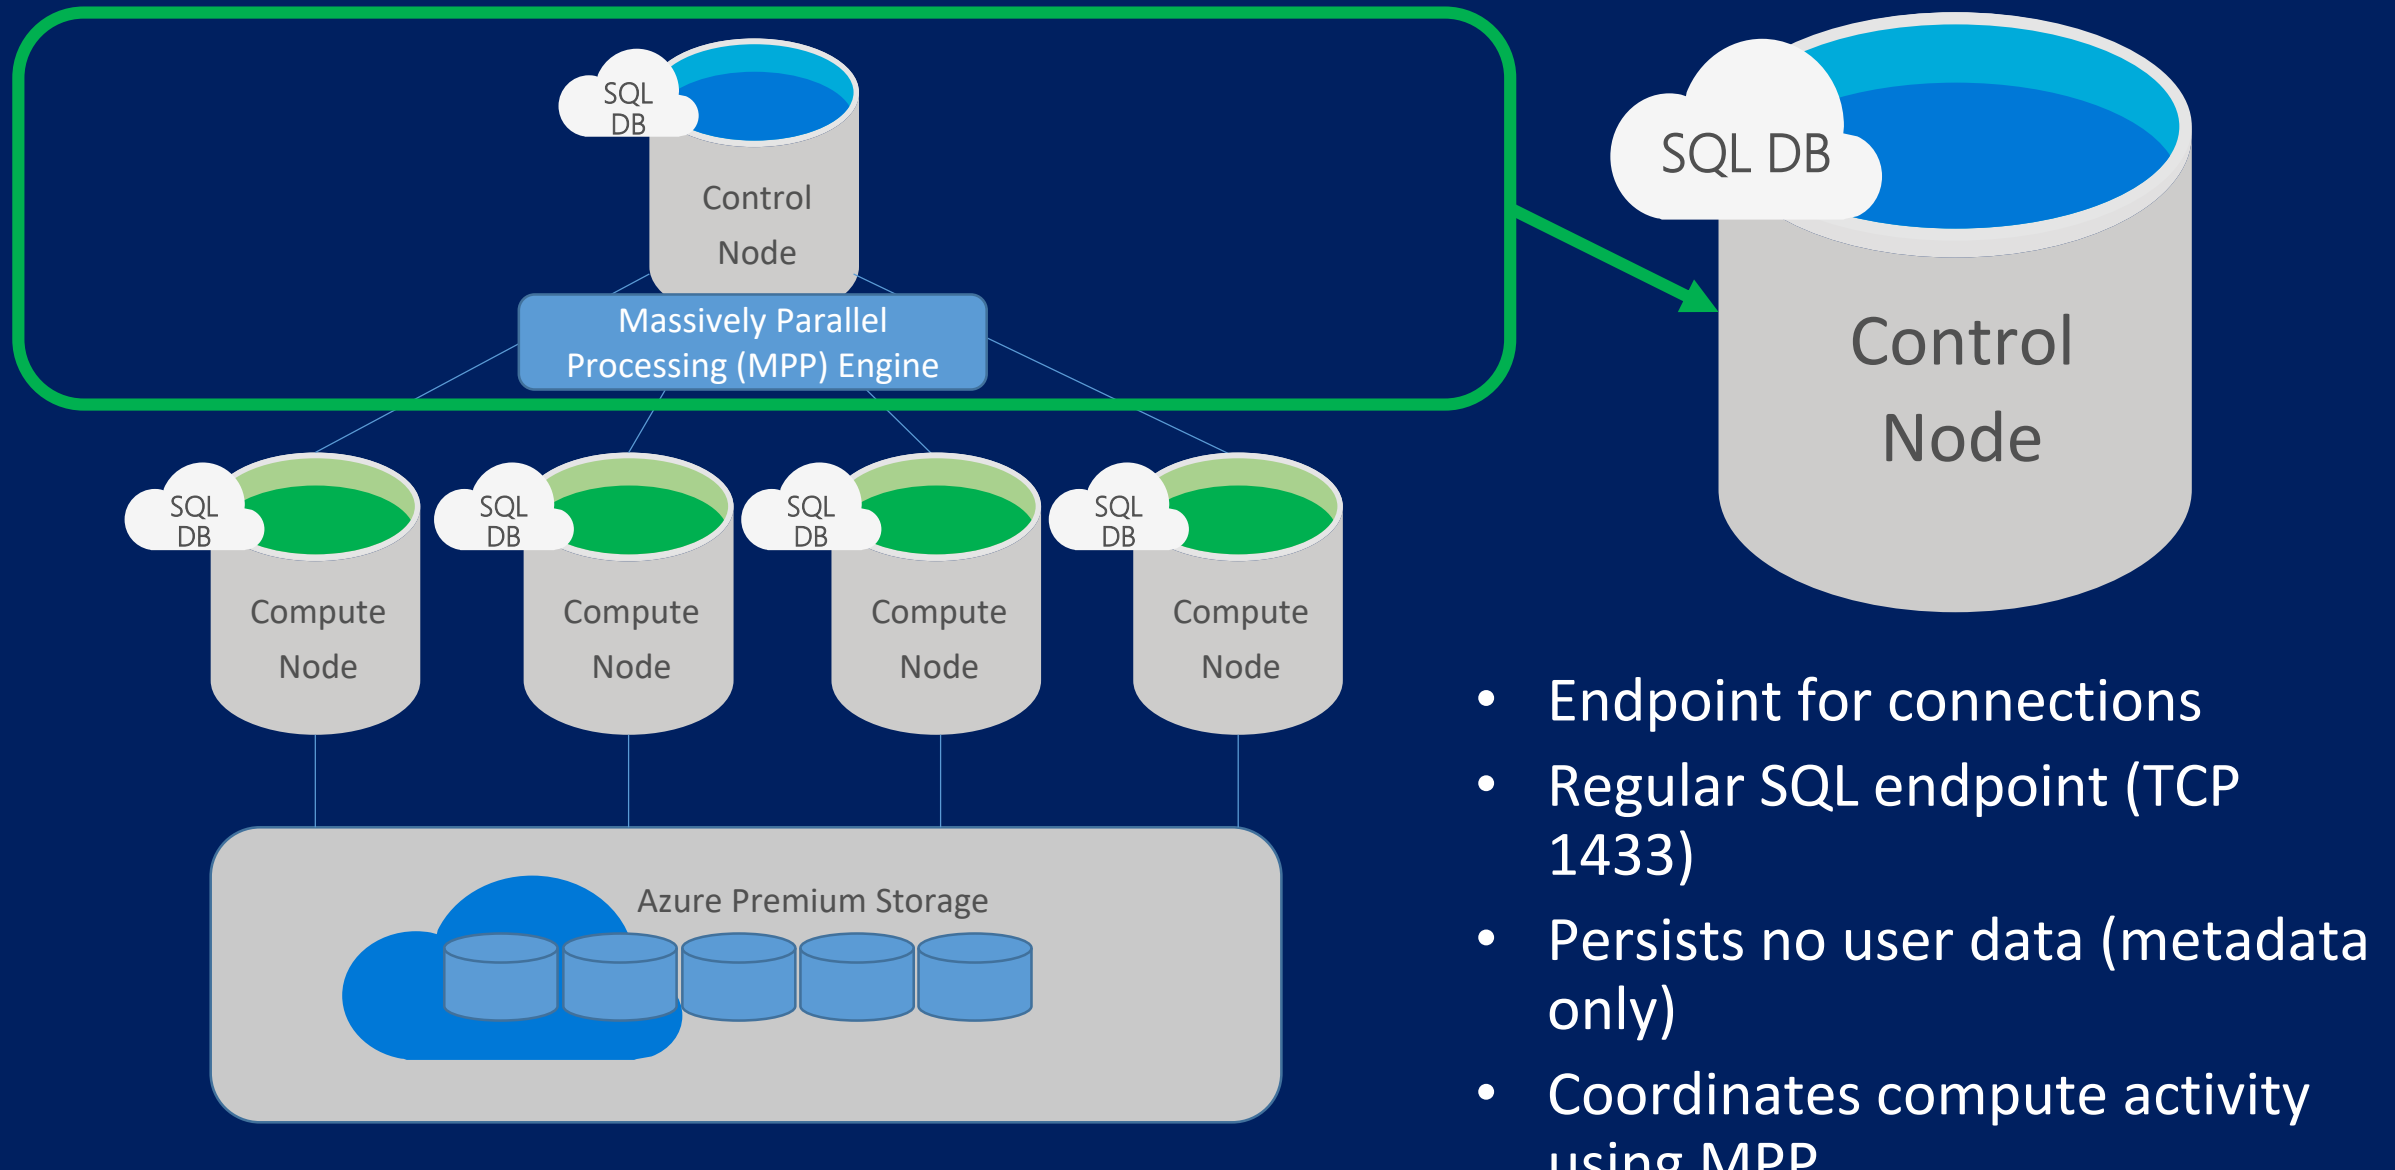 SQL
DB
Control
Node
Massively Parallel
Processing (MPP) Engine
SQL
DB
Compute
Node
SQL
DB
Compute
Node
SQL
DB
Compute
Node
SQL
DB
Compute
Node
Azure Premium Storage
SQL DB
Control
Node
• Endpoint for connections
• Regular SQL endpoint (TCP
1433)
• Persists no user data (metadata
only)
• Coordinates compute activity
using MPP